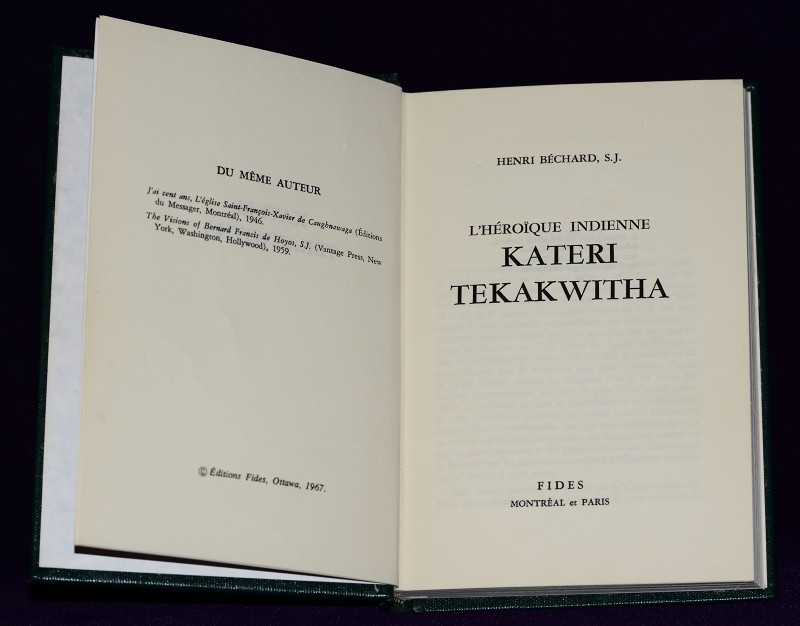 DU MÊME AUTEUR
J'ai cent ans, L'église Saint-François-Xavier de Caughnawaga (Éditions
du Messager, Montréal), 1946.
The Visions of Bernard Francis de Hoyos, S.J. (Vantage Press, New
York, Washington, Hollywood), 1959.
© Éditions Fides, Ottawa, 1967.
HENRI BÉCHARD, S.J.
L'HÉROÏQUE INDIENNE
KATERI
TEKAKWITHA
FIDES
MONTRÉAL et PARIS